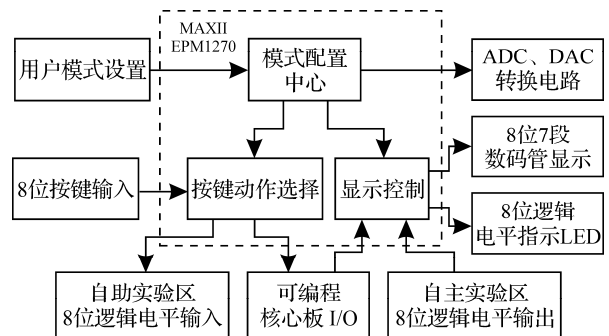 MAXII
EPM1270
用户模式设置
模式配置
中心
ADC、DAC
转换电路
8位7段
数码管显示
8位按键输入
按键动作选择
显示控制
8位逻辑
电平指示LED
自助实验区
8位逻辑电平输入
可编程
核心板 I/O
自主实验区
8位逻辑电平输出